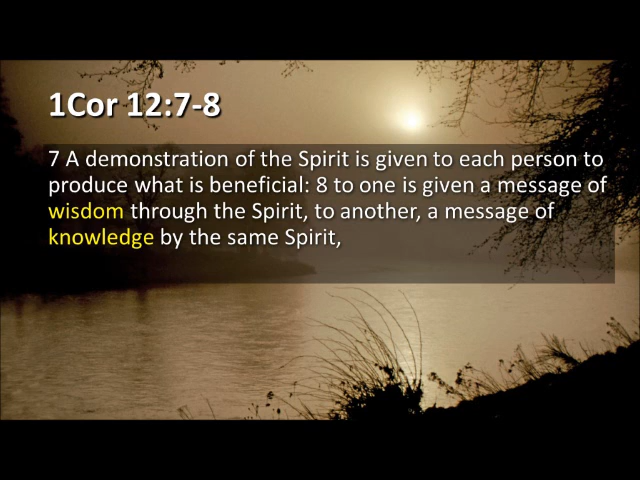 1Cor 12:7-8
7 A demonstration of the Spirit is given to each person to
produce what is beneficial: 8 to one is given a message of
wisdom through the Spirit, to another, a message of
knowledge by the same Spirit,